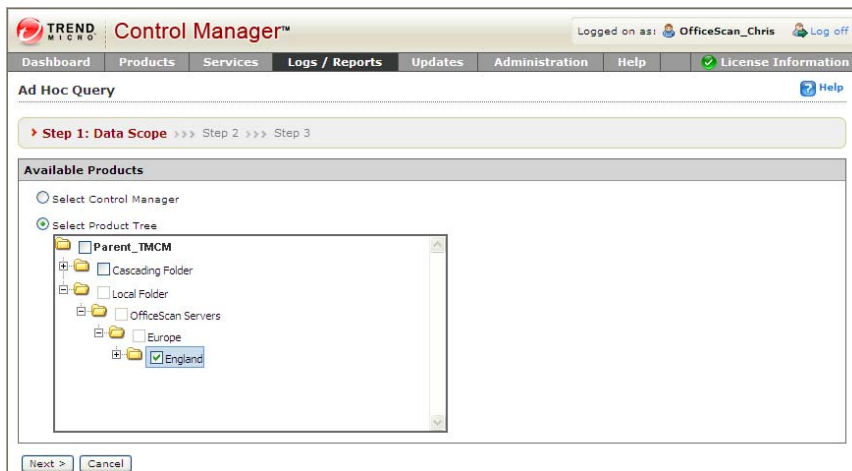 TREND MICRO Control Manager™ Logged on as: OfficeScan_Chris Log off
Dashboard Products Services Logs / Reports Updates Administration Help License Information
Ad Hoc Query Help
Step 1: Data Scope >>> Step 2 >>> Step 3
Available Products
Select Control Manager
Select Product Tree
Parent_TMCM
Cascading Folder
Local Folder
OfficeScan Servers
Europe
England
Next > Cancel